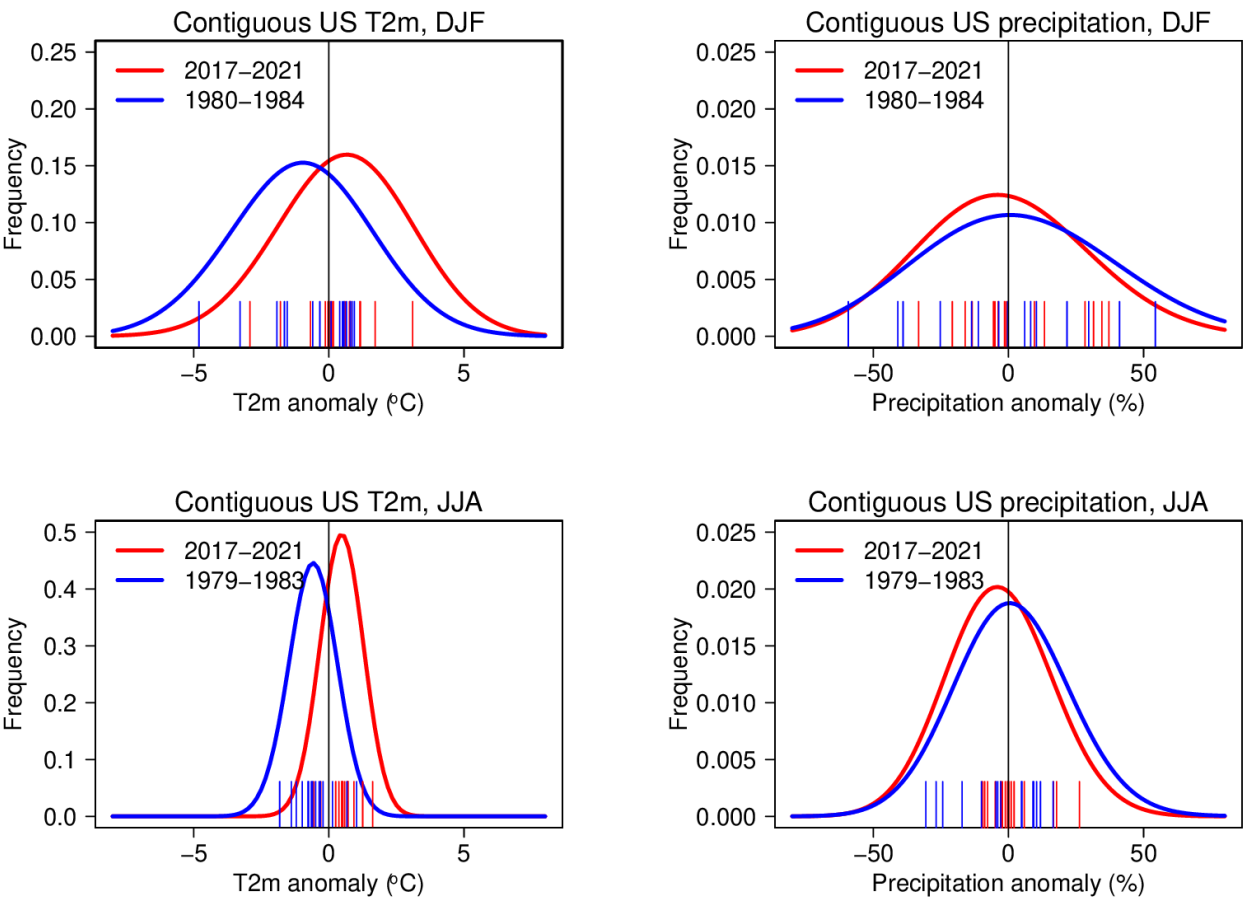 Contiguous US T2m, DJF
0.25
0.20
0.15
0.10
0.05
0.00
Frequency
2017−2021
1980−1984
−5 0 5
T2m anomaly (°C)
Contiguous US precipitation, DJF
0.025
0.020
0.015
0.010
0.005
0.000
Frequency
2017−2021
1980−1984
−50 0 50
Precipitation anomaly (%)
Contiguous US T2m, JJA
0.5
0.4
0.3
0.2
0.1
0.0
Frequency
2017−2021
1979−1983
−5 0 5
T2m anomaly (°C)
Contiguous US precipitation, JJA
0.025
0.020
0.015
0.010
0.005
0.000
Frequency
2017−2021
1979−1983
−50 0 50
Precipitation anomaly (%)